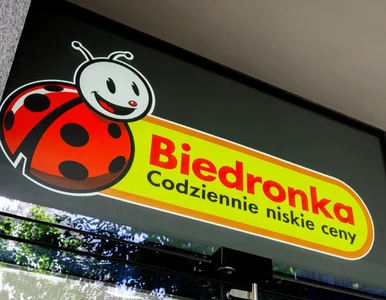 Biedronka
Codziennie niskie ceny